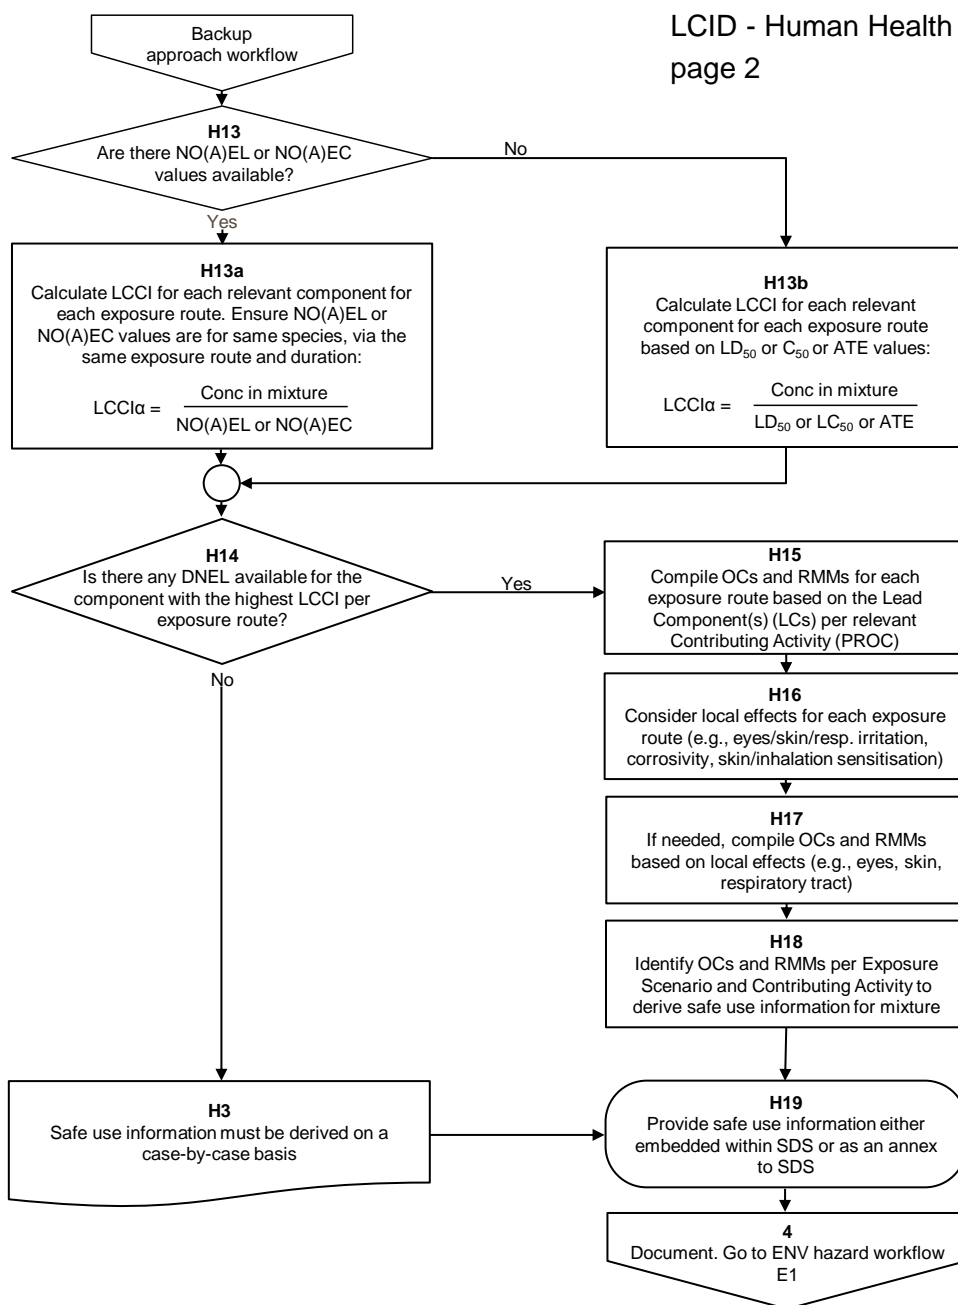 LCID - Human Health
page 2
Backup
approach workflow
H13
Are there NO(A)EL or NO(A)EC
values available?
No
Yes
H13a
Calculate LCCI for each relevant component for
each exposure route. Ensure NO(A)EL or
NO(A)EC values are for same species, via the
same exposure route and duration:
LCCIα = Conc in mixture
NO(A)EL or NO(A)EC
H13b
Calculate LCCI for each relevant
component for each exposure route
based on LD₅₀ or C₅₀ or ATE values:
LCCIα = Conc in mixture
LD₅₀ or LC₅₀ or ATE
H14
Is there any DNEL available for the
component with the highest LCCI per
exposure route?
Yes
No
H15
Compile OCs and RMMs for each
exposure route based on the Lead
Component(s) (LCs) per relevant
Contributing Activity (PROC)
H16
Consider local effects for each exposure
route (e.g., eyes/skin/resp. irritation,
corrosivity, skin/inhalation sensitisation)
H17
If needed, compile OCs and RMMs
based on local effects (e.g., eyes, skin,
respiratory tract)
H18
Identify OCs and RMMs per Exposure
Scenario and Contributing Activity to
derive safe use information for mixture
H3
Safe use information must be derived on a
case-by-case basis
H19
Provide safe use information either
embedded within SDS or as an annex
to SDS
4
Document. Go to ENV hazard workflow
E1